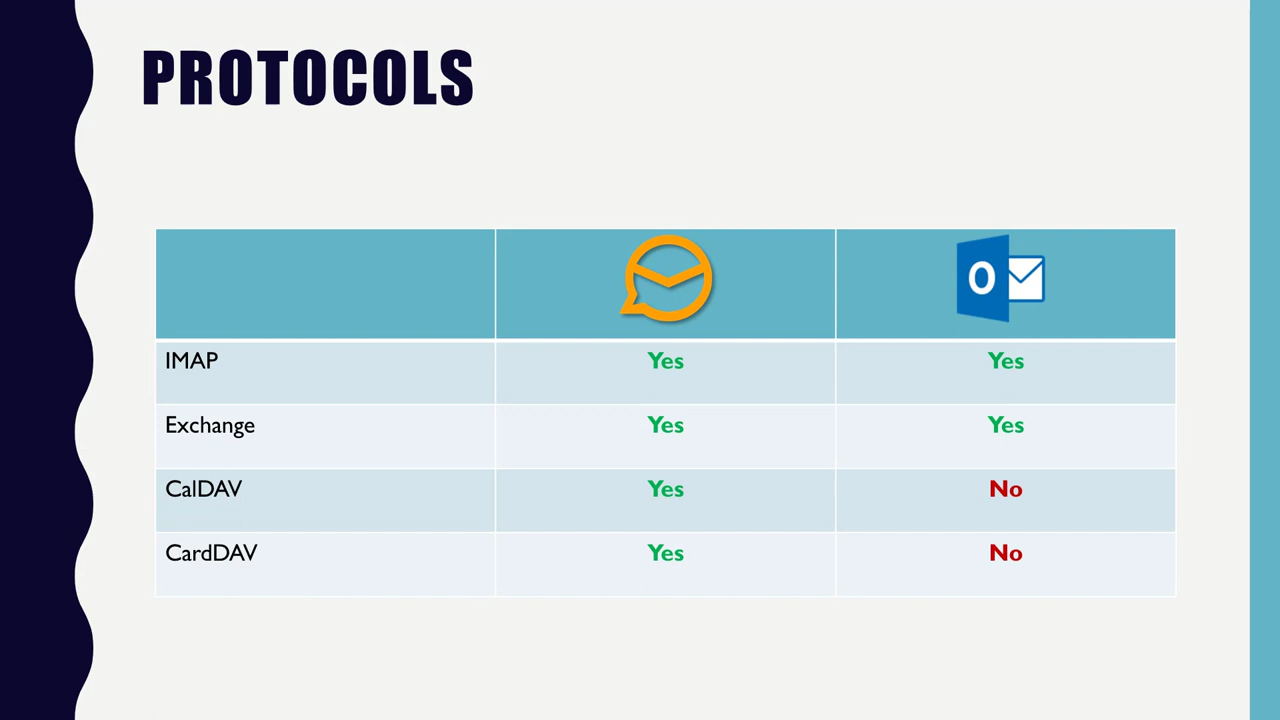 PROTOCOLS
O
IMAP Yes Yes
Exchange Yes Yes
CalDAV Yes No
CardDAV Yes No